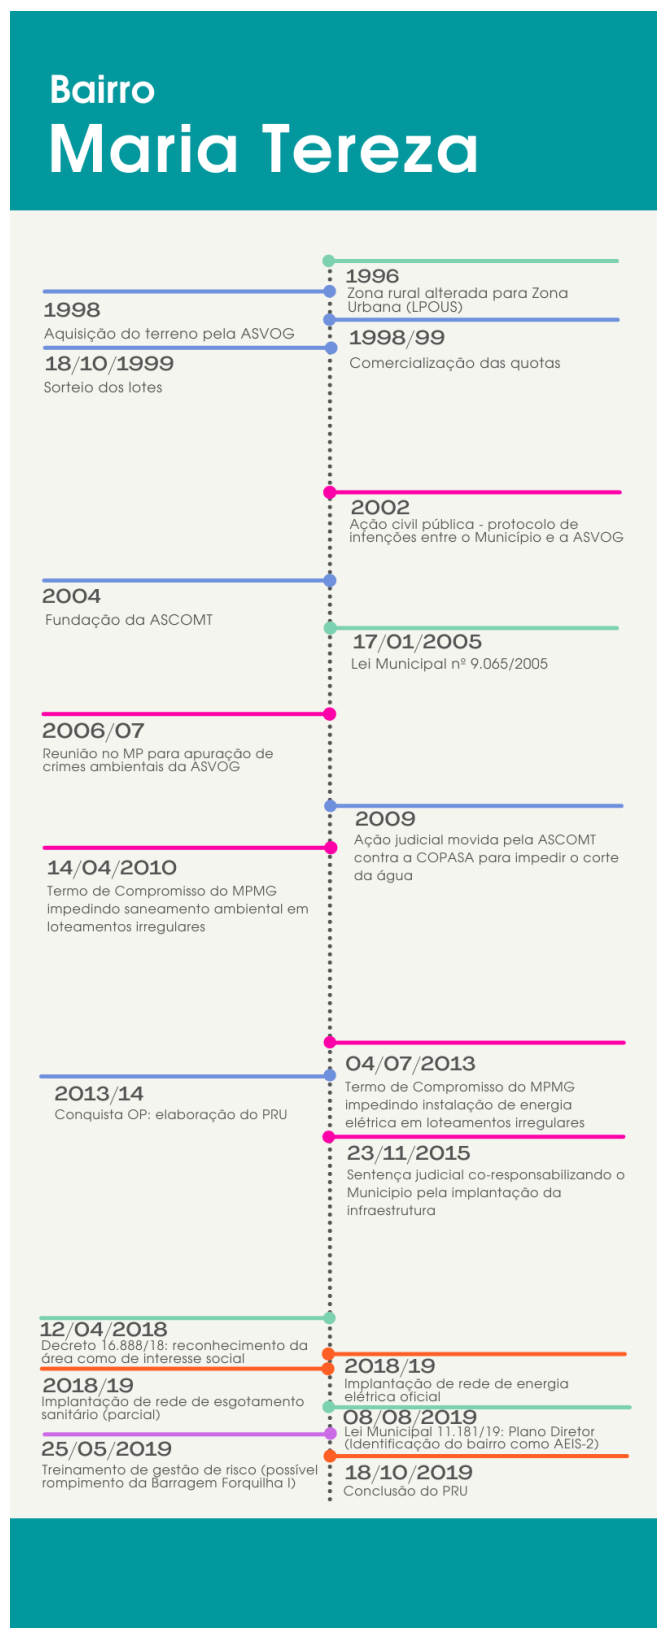 Bairro
Maria Tereza
1996
Zona rural alterada para Zona
Urbana (LPOUS)
1998
Aquisição do terreno pela ASVOG
1998/99
Comercialização das quotas
18/10/1999
Sorteio dos lotes
2002
Ação civil pública - protocolo de
intenções entre o Município e a ASVOG
2004
Fundação da ASCOMT
17/01/2005
Lei Municipal nº 9.065/2005
2006/07
Reunião no MP para apuração de
crimes ambientais da ASVOG
2009
Ação judicial movida pela ASCOMT
contra a COPASA para impedir o corte
da água
14/04/2010
Termo de Compromisso do MPMG
impedindo saneamento ambiental em
loteamentos irregulares
04/07/2013
Termo de Compromisso do MPMG
impedindo instalação de energia
elétrica em loteamentos irregulares
2013/14
Conquista OP: elaboração do PRU
23/11/2015
Sentença judicial co-responsabilizando o
Municipio pela implantação da
infraestrutura
12/04/2018
Decreto 16.888/18: reconhecimento da
área como de interesse social
2018/19
Implantação de rede de energia
elétrica oficial
2018/19
Implantação de rede de esgotamento
sanitário (parcial)
08/08/2019
Lei Municipal 11.181/19: Plano Diretor
(Identificação do bairro como AEIS-2)
25/05/2019
Treinamento de gestão de risco (possível
rompimento da Barragem Forquilha I)
18/10/2019
Conclusão do PRU